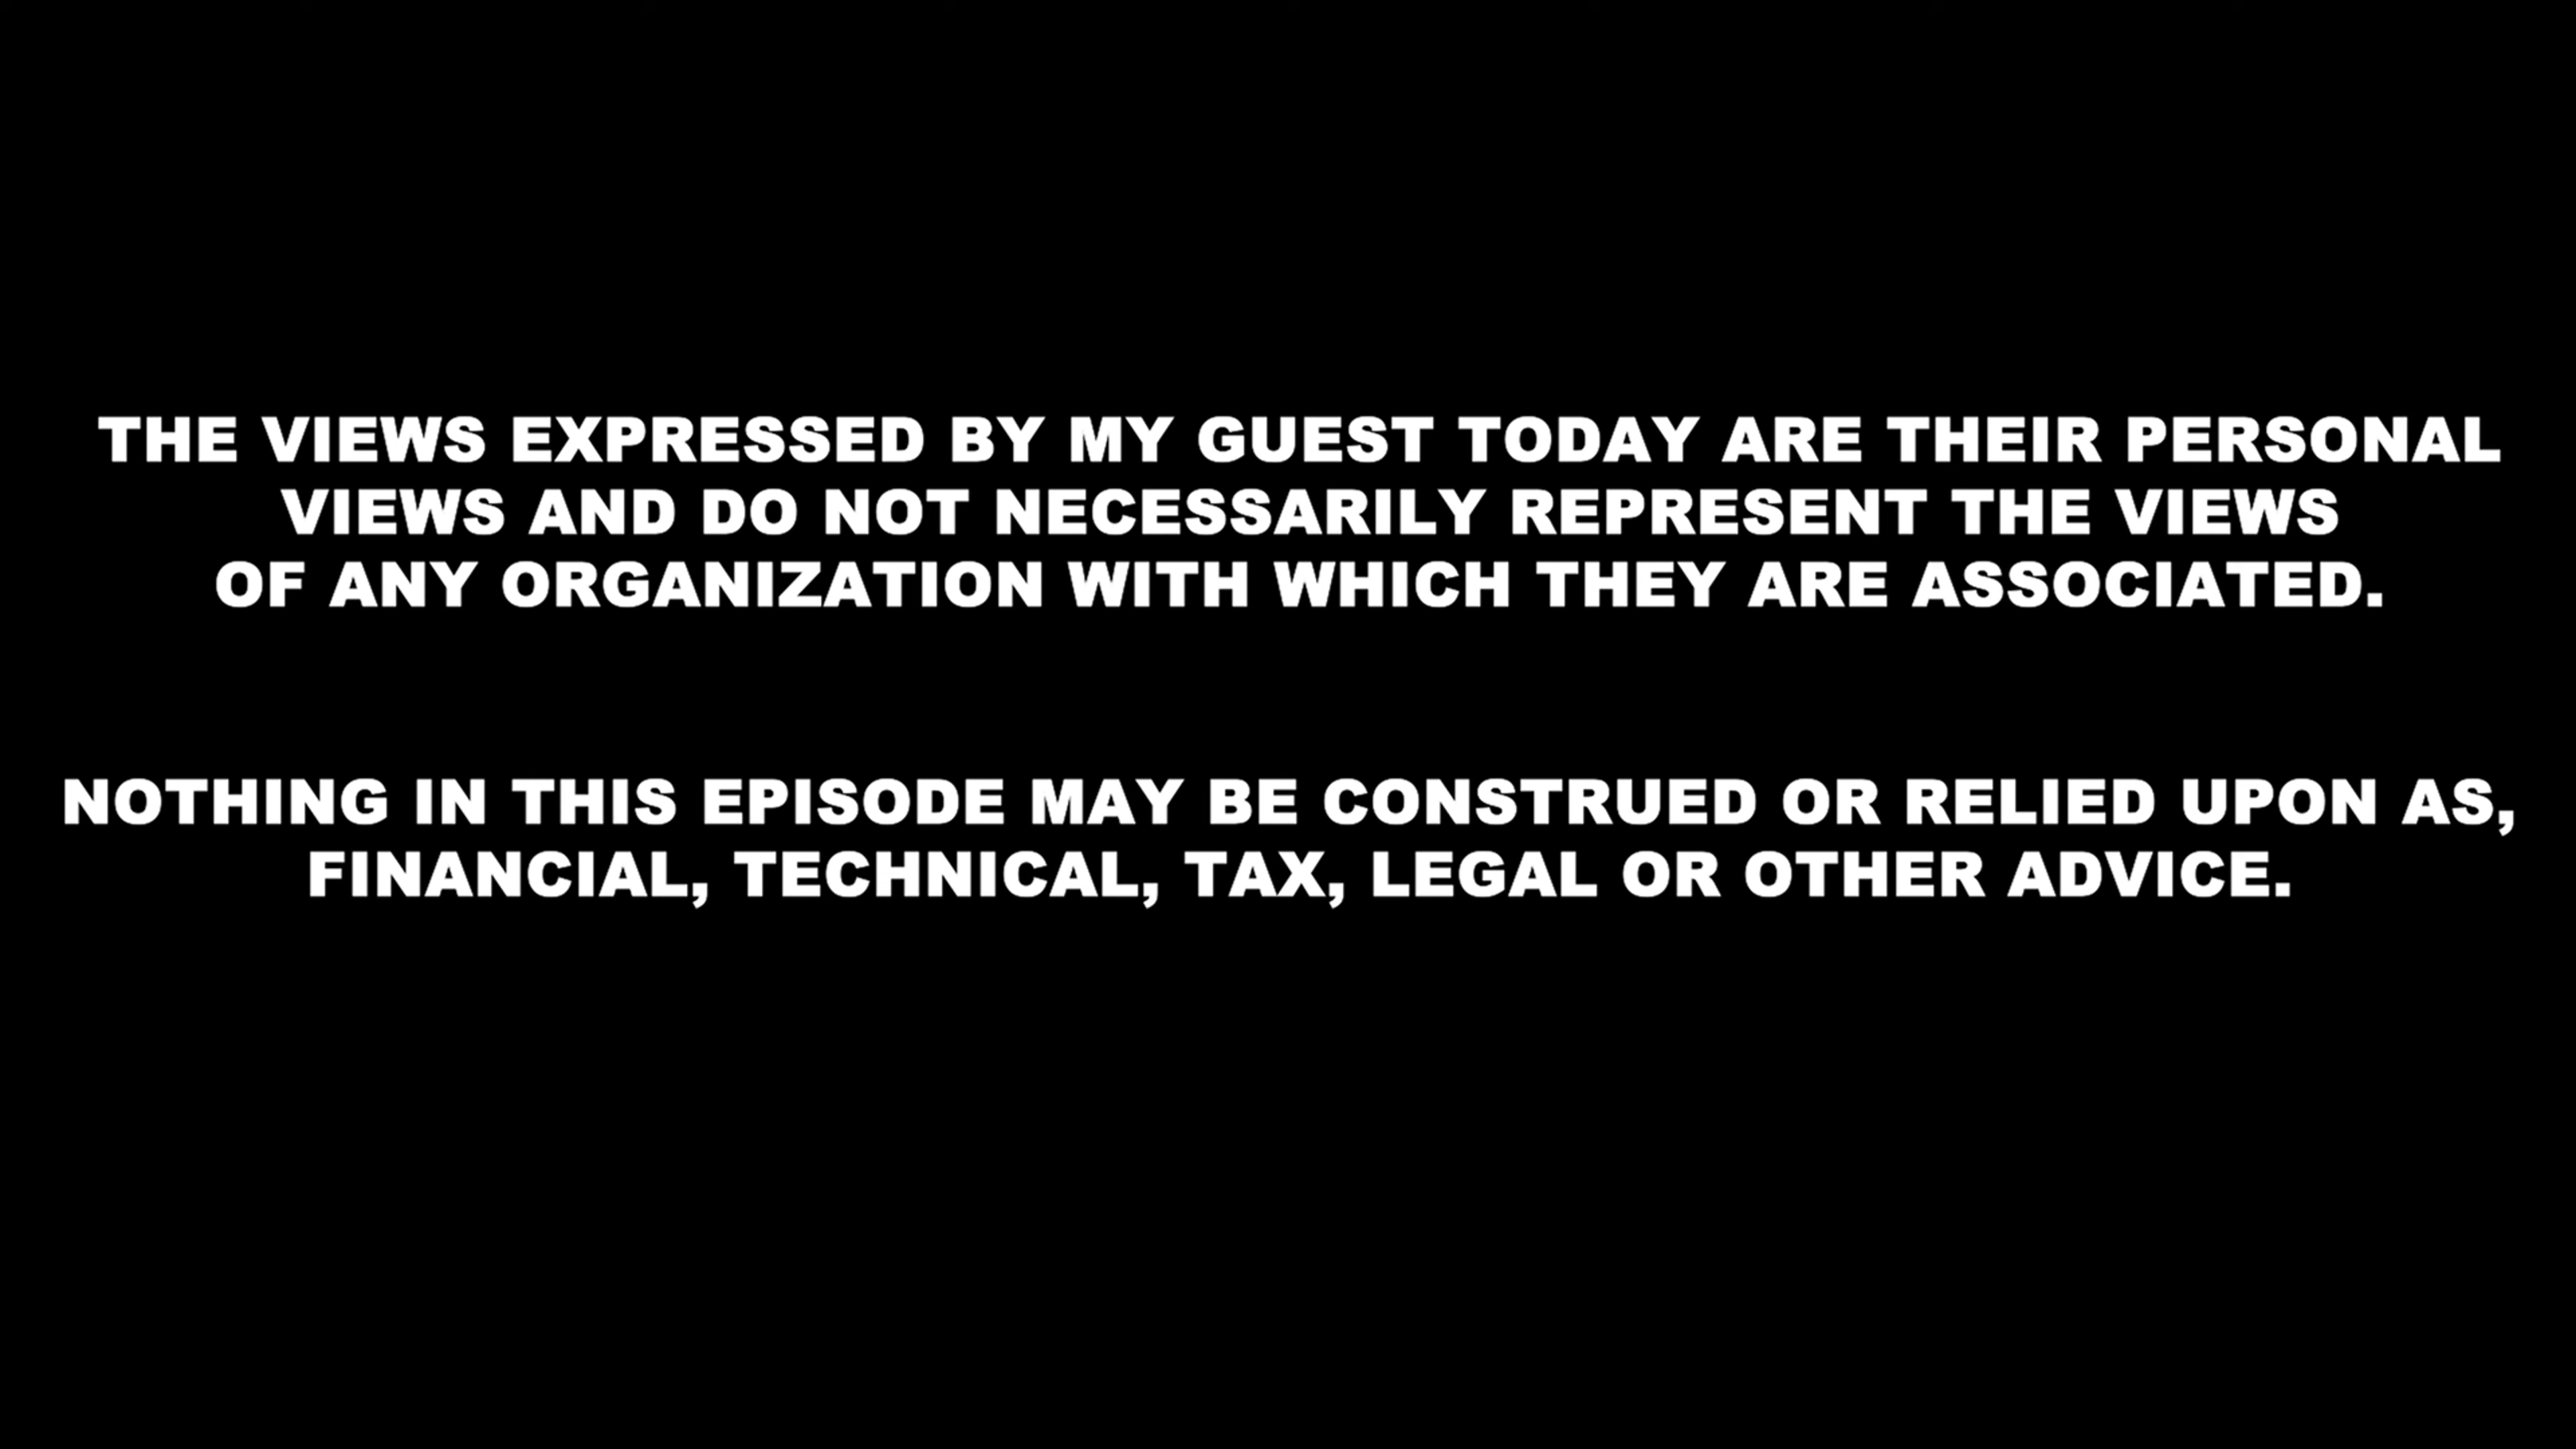 THE VIEWS EXPRESSED BY MY GUEST TODAY ARE THEIR PERSONAL
VIEWS AND DO NOT NECESSARILY REPRESENT THE VIEWS
OF ANY ORGANIZATION WITH WHICH THEY ARE ASSOCIATED.
NOTHING IN THIS EPISODE MAY BE CONSTRUED OR RELIED UPON AS,
FINANCIAL, TECHNICAL, TAX, LEGAL OR OTHER ADVICE.